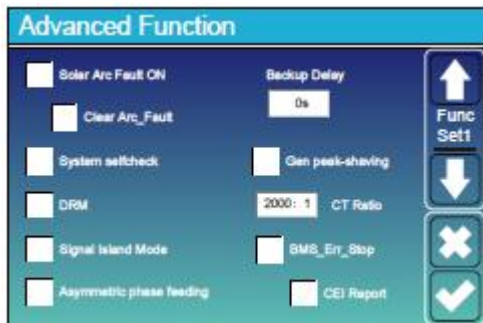 Advanced Function
Solar Arc Fault ON
Backup Delay
0s
Clear Arc_Fault
Func
Set1
System selfcheck
Gen peak-shaving
DRM
2000: 1
CT Ratio
Signal Island Mode
BMS_Err_Stop
Asymmetric phase feeding
CEI Report